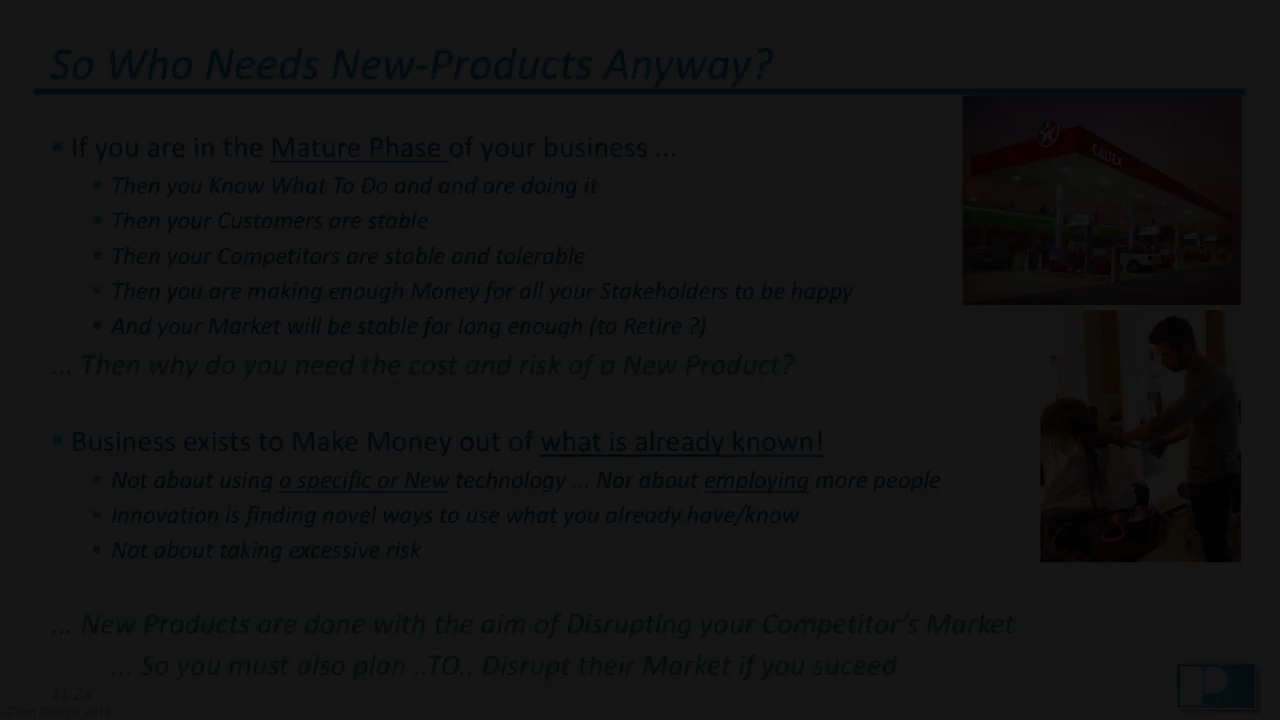 So Who Needs New-Products Anyway?
If you are in the Mature Phase of your business ...
Then you Know What To Do and and are doing it
Then your Customers are stable
Then your Competitors are stable and tolerable
Then you are making enough Money for all your Stakeholders to be happy
And your Market will be stable for long enough (to Retire ?)
... Then why do you need the cost and risk of a New Product?
Business exists to Make Money out of what is already known!
Not about using a specific or New technology ... Nor about employing more people
Innovation is finding novel ways to use what you already have/know
Not about taking excessive risk
... New Products are done with the aim of Disrupting your Competitor's Market
... So you must also plan ..TO.. Disrupt their Market if you suceed
CALTEX